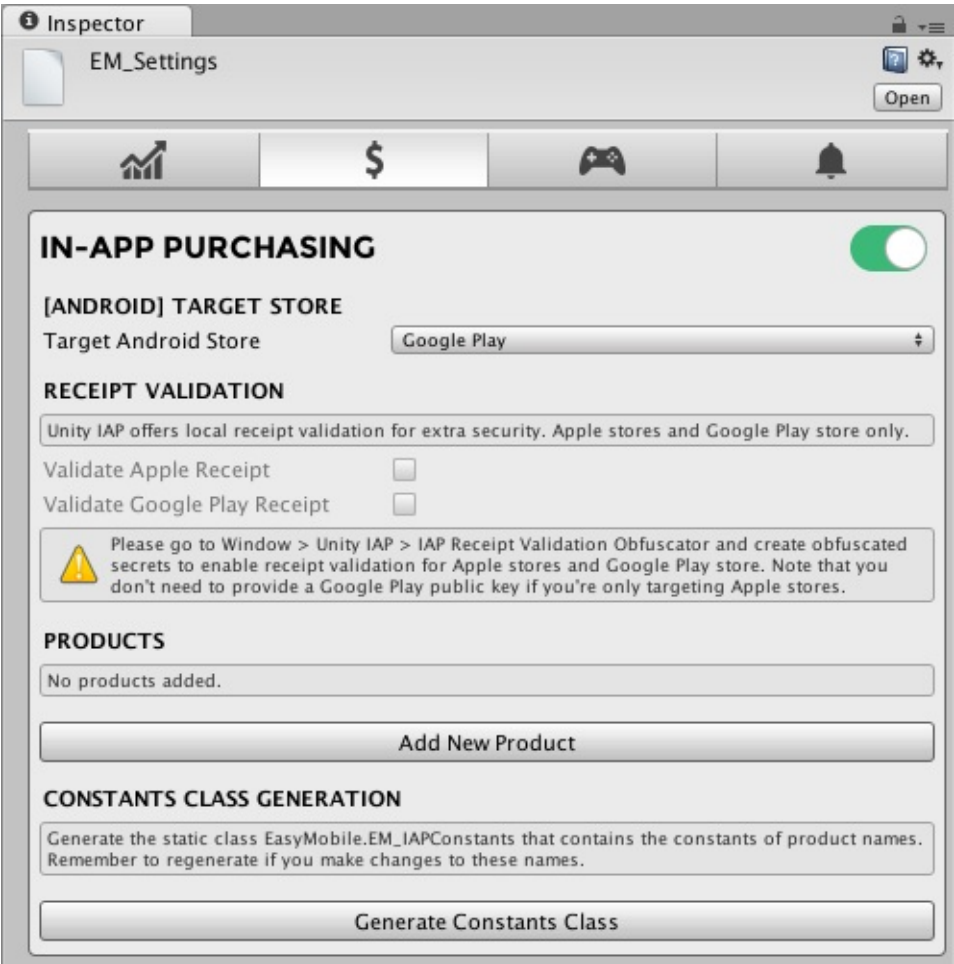 Inspector
EM_Settings
Open
$
IN-APP PURCHASING
[ANDROID] TARGET STORE
Target Android Store
Google Play
RECEIPT VALIDATION
Unity IAP offers local receipt validation for extra security. Apple stores and Google Play store only.
Validate Apple Receipt
Validate Google Play Receipt
Please go to Window > Unity IAP > IAP Receipt Validation Obfuscator and create obfuscated
secrets to enable receipt validation for Apple stores and Google Play store. Note that you
don't need to provide a Google Play public key if you're only targeting Apple stores.
PRODUCTS
No products added.
Add New Product
CONSTANTS CLASS GENERATION
Generate the static class EasyMobile.EM_IAPConstants that contains the constants of product names.
Remember to regenerate if you make changes to these names.
Generate Constants Class